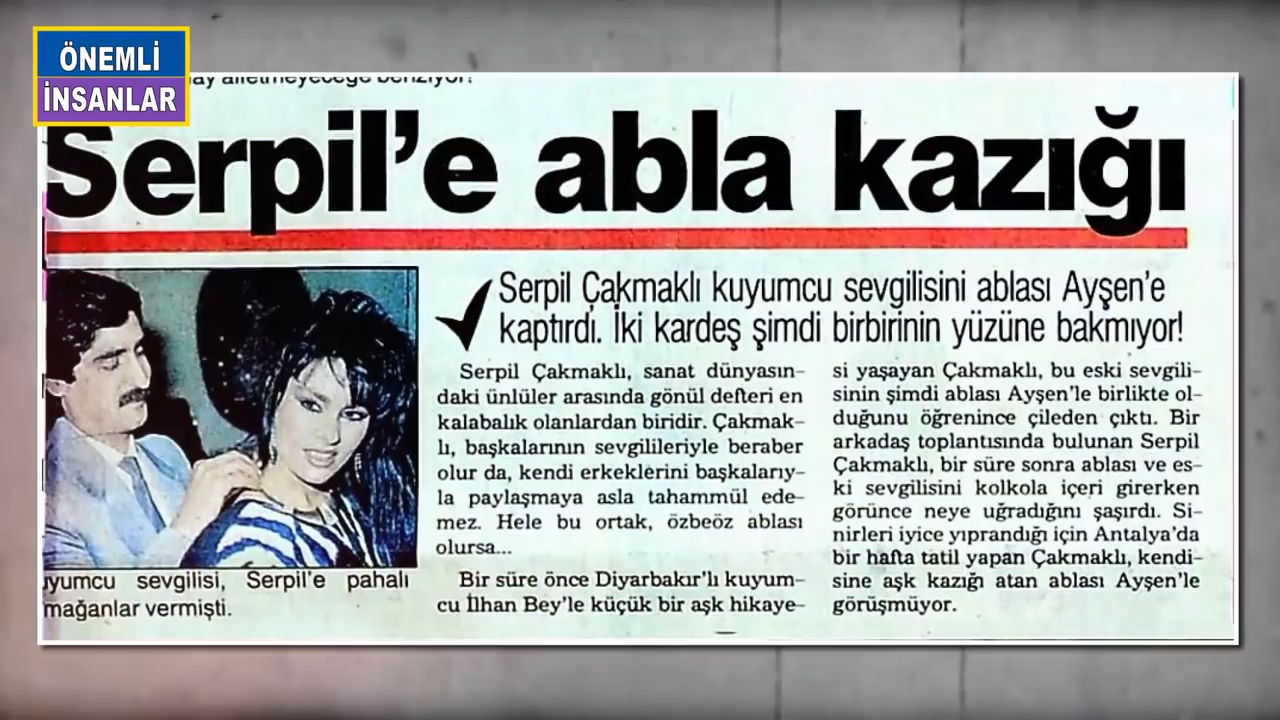 ÖNEMLİ
İNSANLAR
Serpil'e abla kazığı
Serpil Çakmaklı kuyumcu sevgilisini ablası Ayşen'e
kaptırdı. İki kardeş şimdi birbirinin yüzüne bakmıyor!
Serpil Çakmaklı, sanat dünyasın-
daki ünlüler arasında gönül defteri en
kalabalık olanlardan biridir. Çakmak-
lı, başkalarının sevgilileriyle beraber
olur da, kendi erkeklerini başkalarıy-
la paylaşmaya asla tahammül ede-
mez. Hele bu ortak, özbeöz ablası
olursa...
Bir süre önce Diyarbakır'lı kuyum-
cu İlhan Bey'le küçük bir aşk hikaye-
si yaşayan Çakmaklı, bu eski sevgili-
sinin şimdi ablası Ayşen'le birlikte ol-
duğunu öğrenince çileden çıktı. Bir
arkadaş toplantısında bulunan Serpil
Çakmaklı, bir süre sonra ablası ve es-
ki sevgilisini kolkola içeri girerken
görünce neye uğradığını şaşırdı. Si-
nirleri iyice yıprandığı için Antalya'da
bir hafta tatil yapan Çakmaklı, kendi-
sine aşk kazığı atan ablası Ayşen'le
görüşmüyor.
uyumcu sevgilisi, Serpil'e pahalı
mağanlar vermişti.